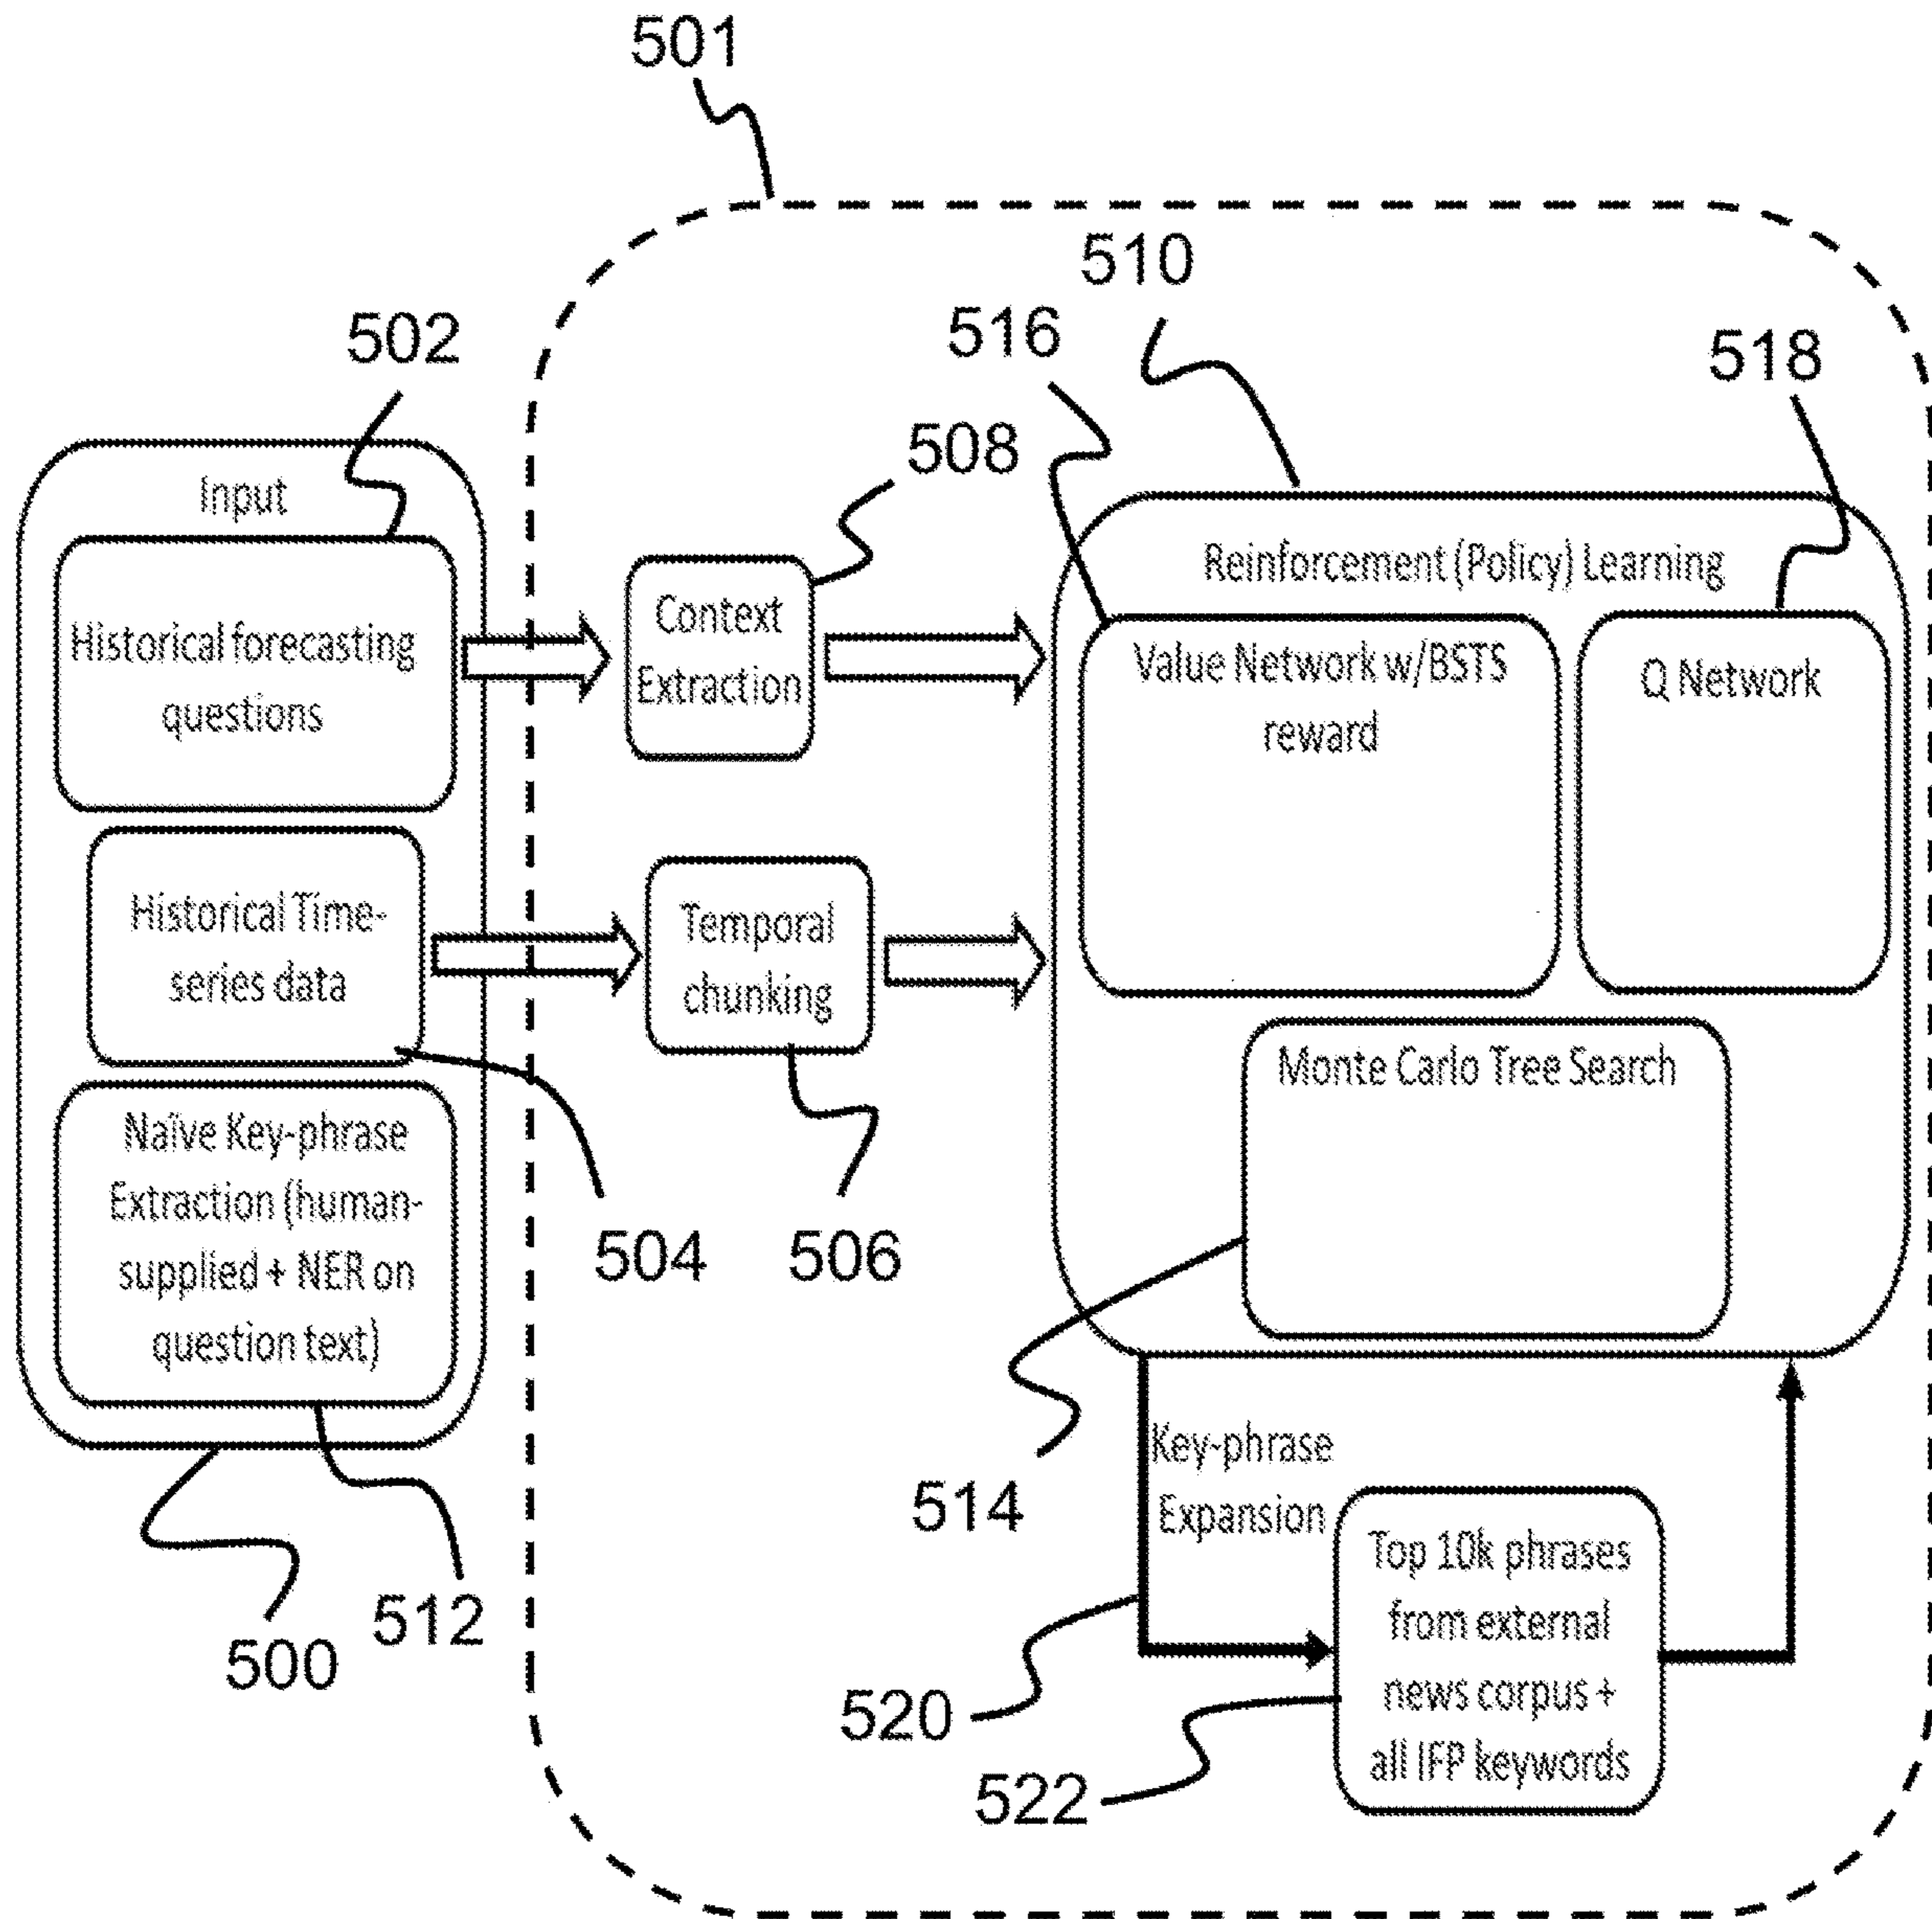 501
510
516
518
502
508
Input
Historical forecasting
questions
Context
Extraction
Reinforcement (Policy) Learning
Value Network w/BSTS
reward
Q Network
Historical Time-
series data
Temporal
chunking
Monte Carlo Tree Search
Naïve Key-phrase
Extraction (human-
supplied + NER on
question text)
504
506
514
Key-phrase
Expansion
512
500
520
522
Top 10k phrases
from external
news corpus +
all IFP keywords